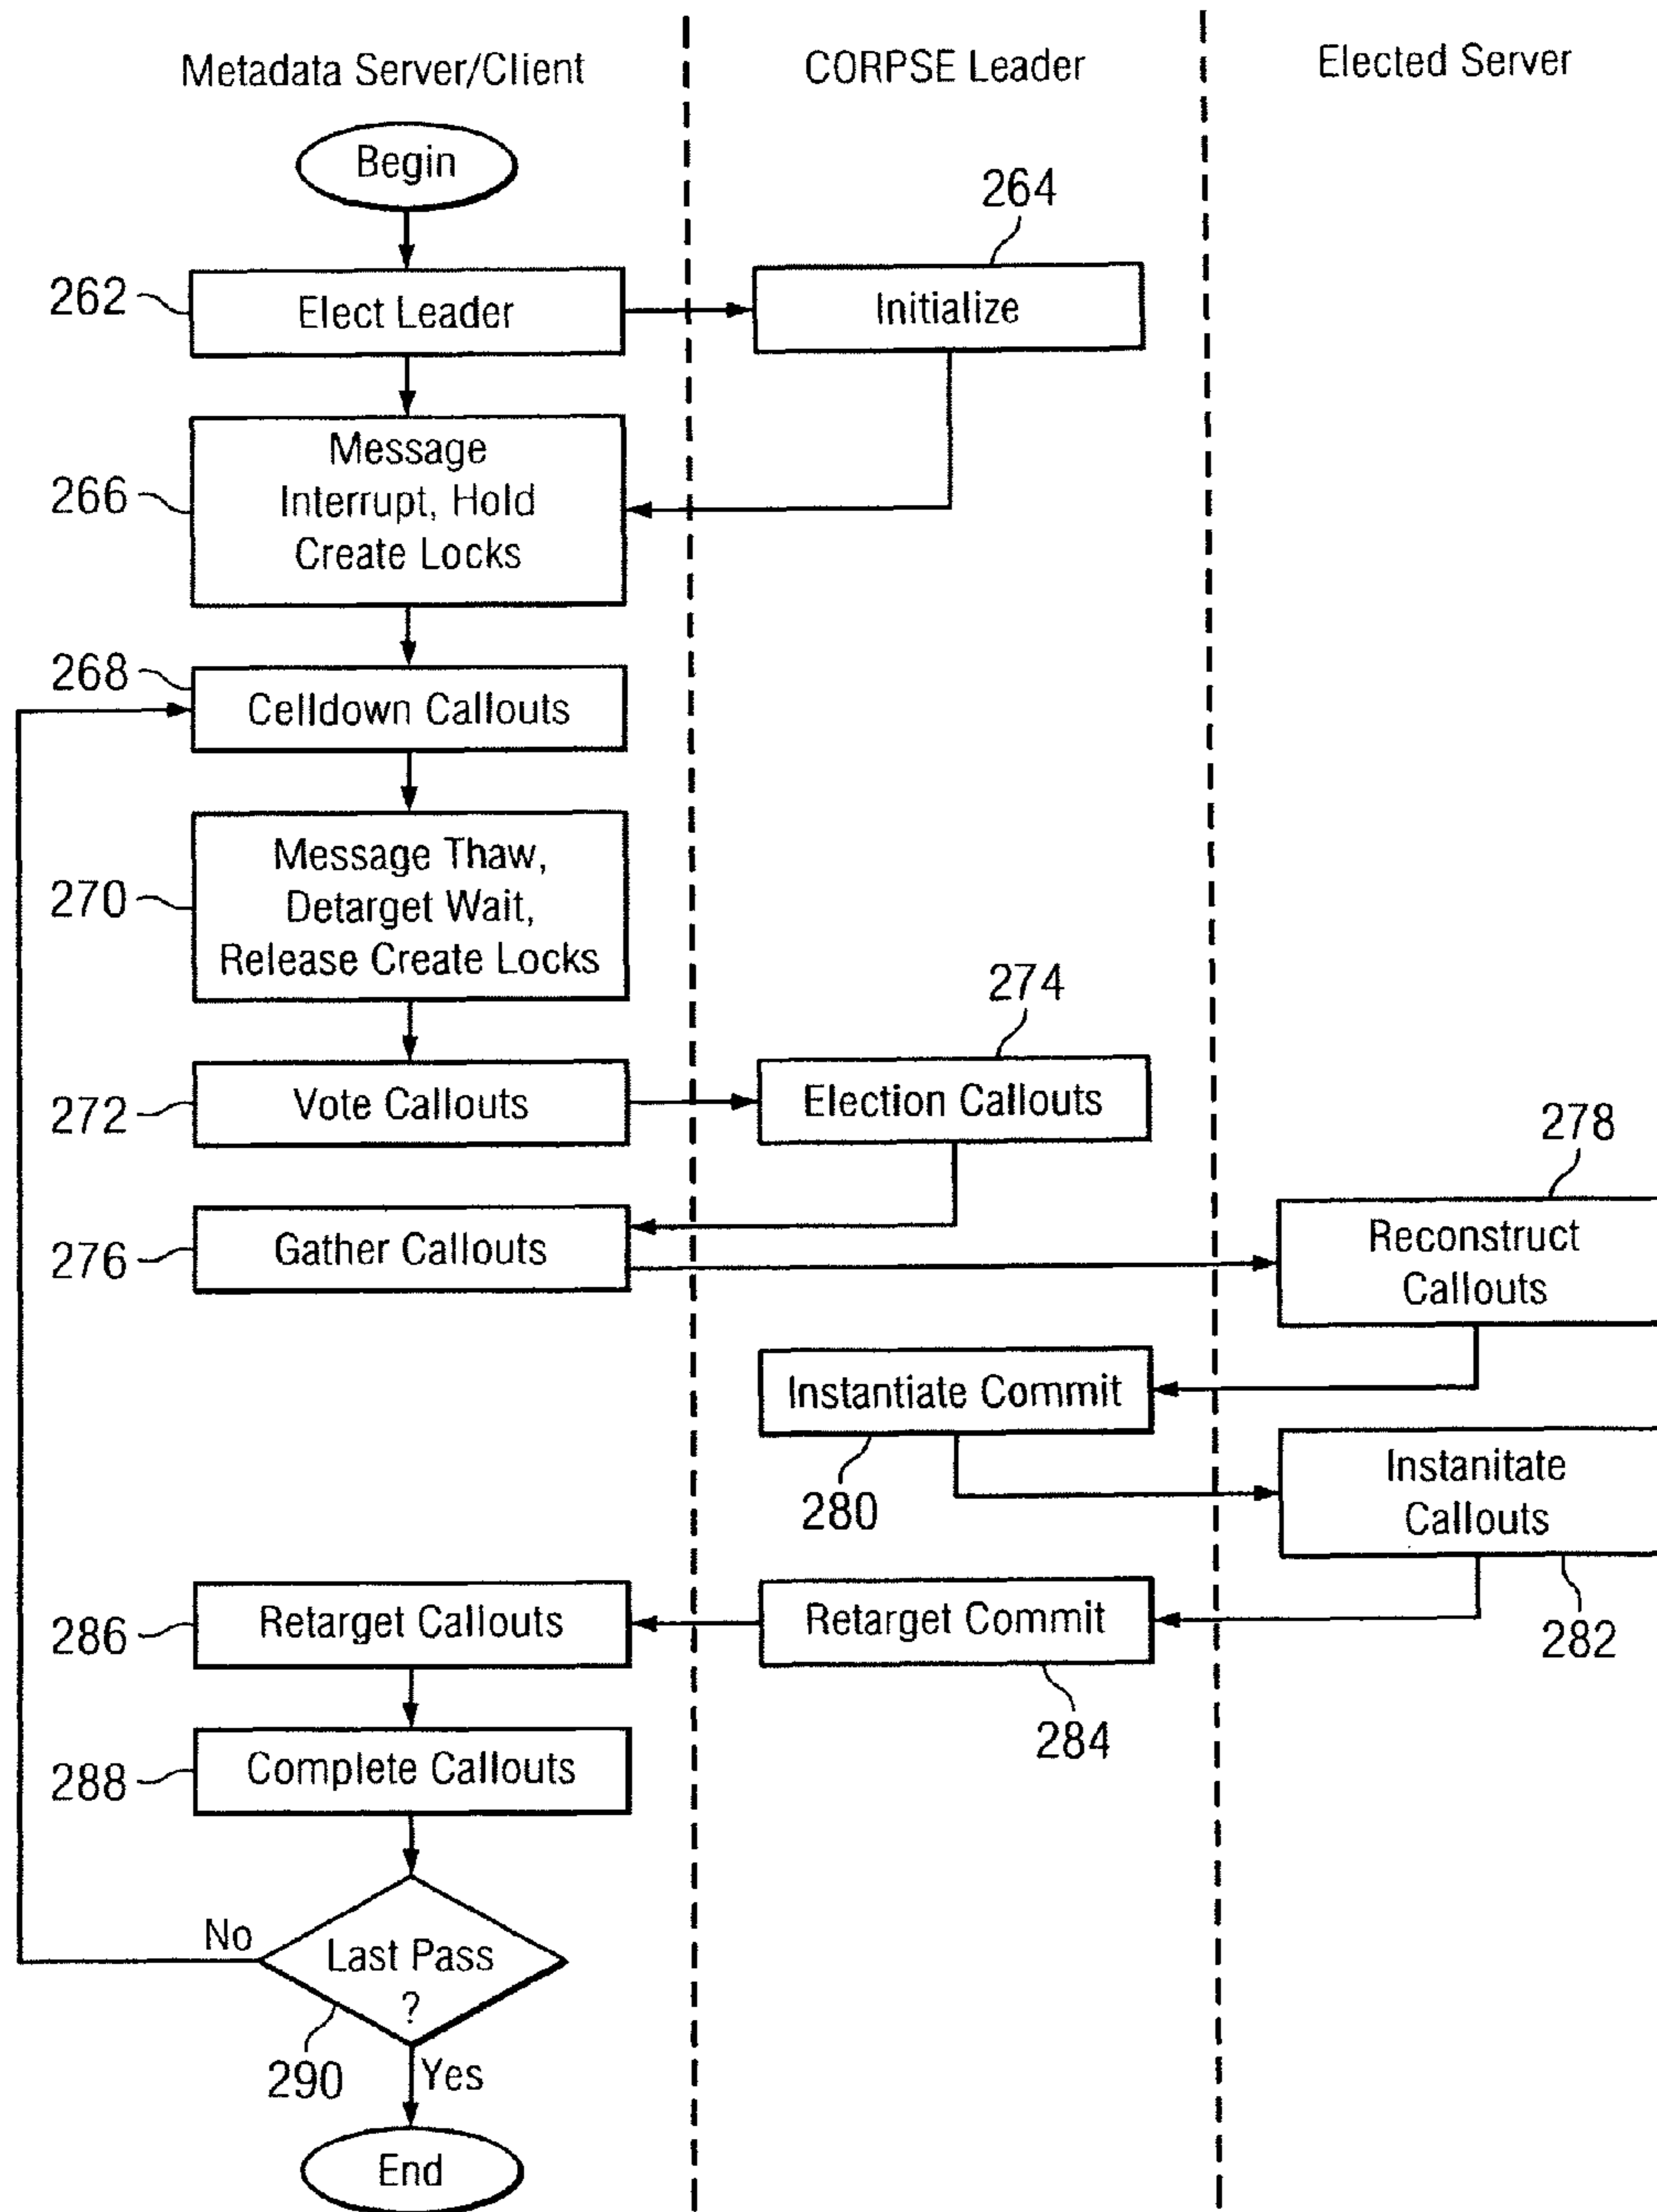 Metadata Server/Client
CORPSE Leader
Elected Server
Begin
264
262
Elect Leader
Initialize
266
Message
Interrupt, Hold
Create Locks
268
Celldown Callouts
270
Message Thaw,
Detarget Wait,
Release Create Locks
274
272
Vote Callouts
Election Callouts
278
276
Gather Callouts
Reconstruct
Callouts
Instantiate Commit
280
Instanitate
Callouts
282
286
Retarget Callouts
Retarget Commit
284
288
Complete Callouts
No
Last Pass
?
290
Yes
End